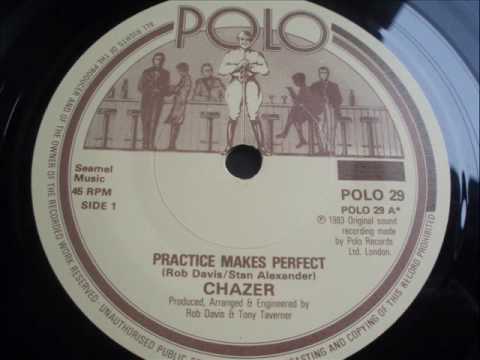 POLO
Seamel
Music
45 RPM
SIDE 1
POLO 29
POLO 29 A*
℗ 1983 Original sound
recording made
by Polo Records
Ltd. London.
PRACTICE MAKES PERFECT
(Rob Davis/Stan Alexander)
CHAZER
Produced, Arranged & Engineered by
Rob Davis & Tony Taverner
ALL RIGHTS OF THE PRODUCER AND OF THE OWNER OF THE RECORDED WORK RESERVED · UNAUTHORISED PUBLIC
CASTING AND COPYING OF THIS RECORD PROHIBITED